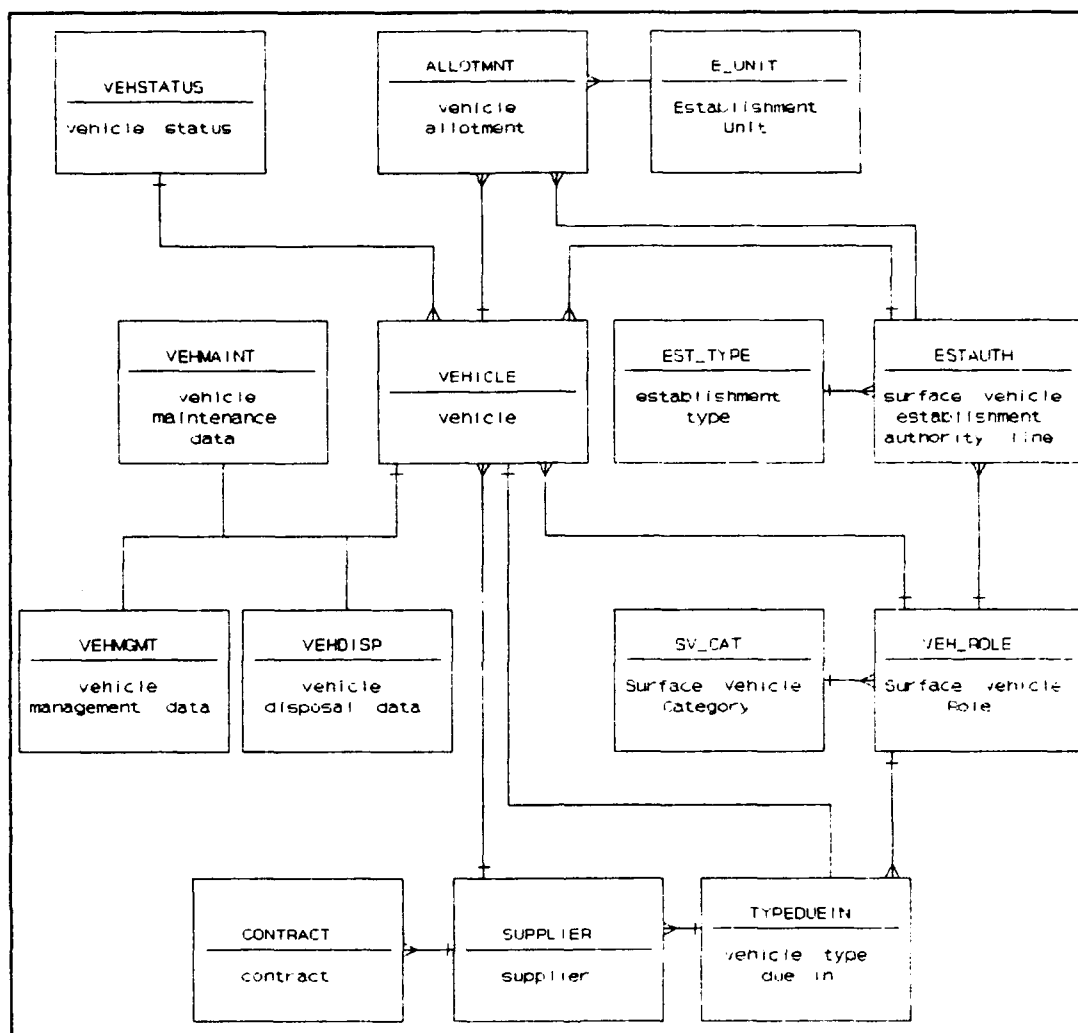 VEHSTATUS
vehicle status
ALLOTMNT
vehicle
allotment
E_UNIT
Establishment
Unit
VEHMAINT
vehicle
maintenance
data
VEHICLE
vehicle
EST_TYPE
establishment
type
ESTAUTH
surface vehicle
establishment
authority line
VEHMGMT
vehicle
management data
VEHDISP
vehicle
disposal data
SV_CAT
Surface Vehicle
Category
VEH_ROLE
Surface Vehicle
Role
CONTRACT
contract
SUPPLIER
supplier
TYPEDUEIN
vehicle type
due in